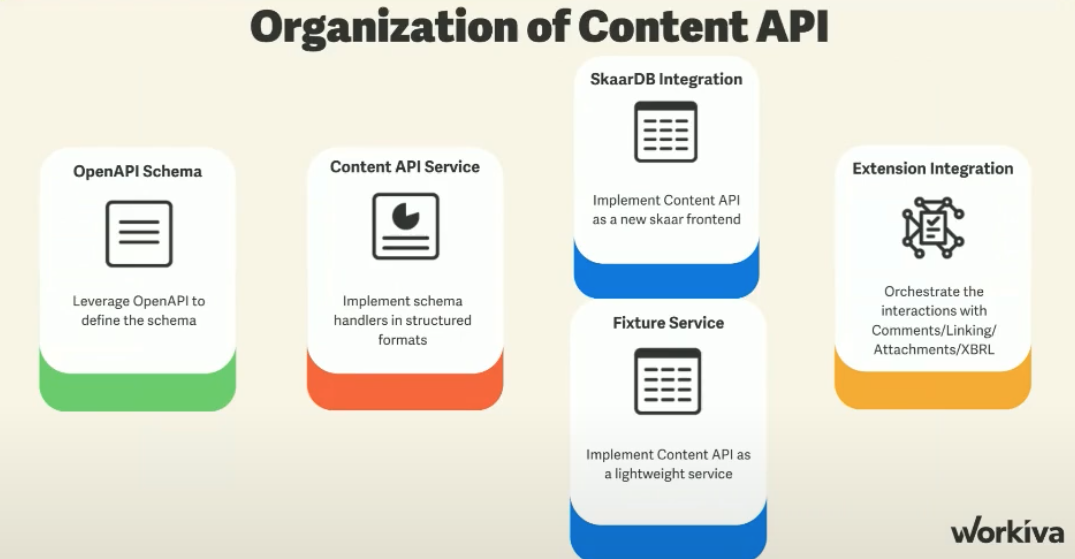 Organization of Content API
OpenAPI Schema
Leverage OpenAPI to
define the schema
Content API Service
Implement schema
handlers in structured
formats
SkaarDB Integration
Implement Content API
as a new skaar frontend
Fixture Service
Implement Content API as
a lightweight service
Extension Integration
Orchestrate the
interactions with
Comments/Linking/
Attachments/XBRL
workiva